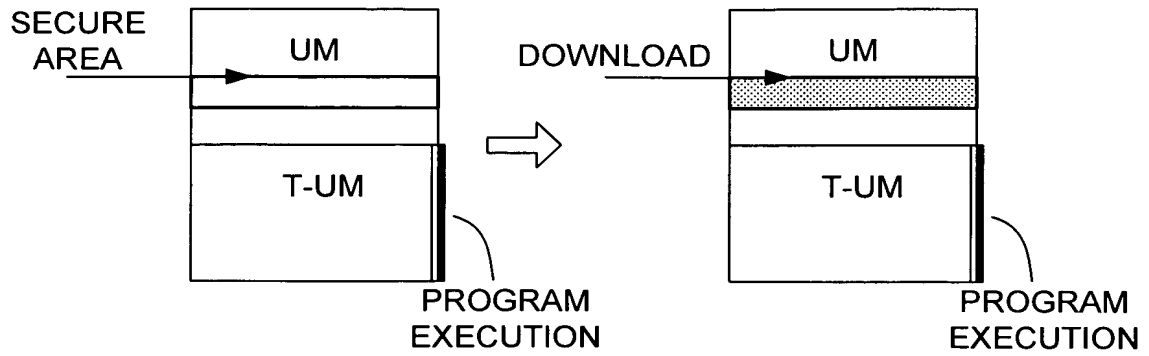 SECURE
AREA
UM
T-UM
PROGRAM
EXECUTION
DOWNLOAD
UM
T-UM
PROGRAM
EXECUTION